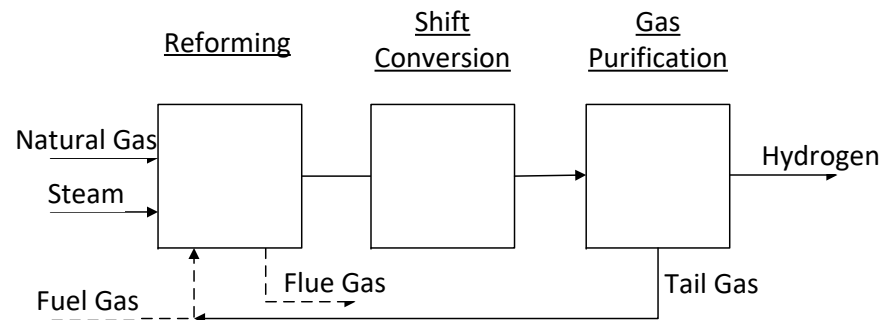 Reforming
Shift
Conversion
Gas
Purification
Natural Gas
Steam
Hydrogen
Flue Gas
Tail Gas
Fuel Gas